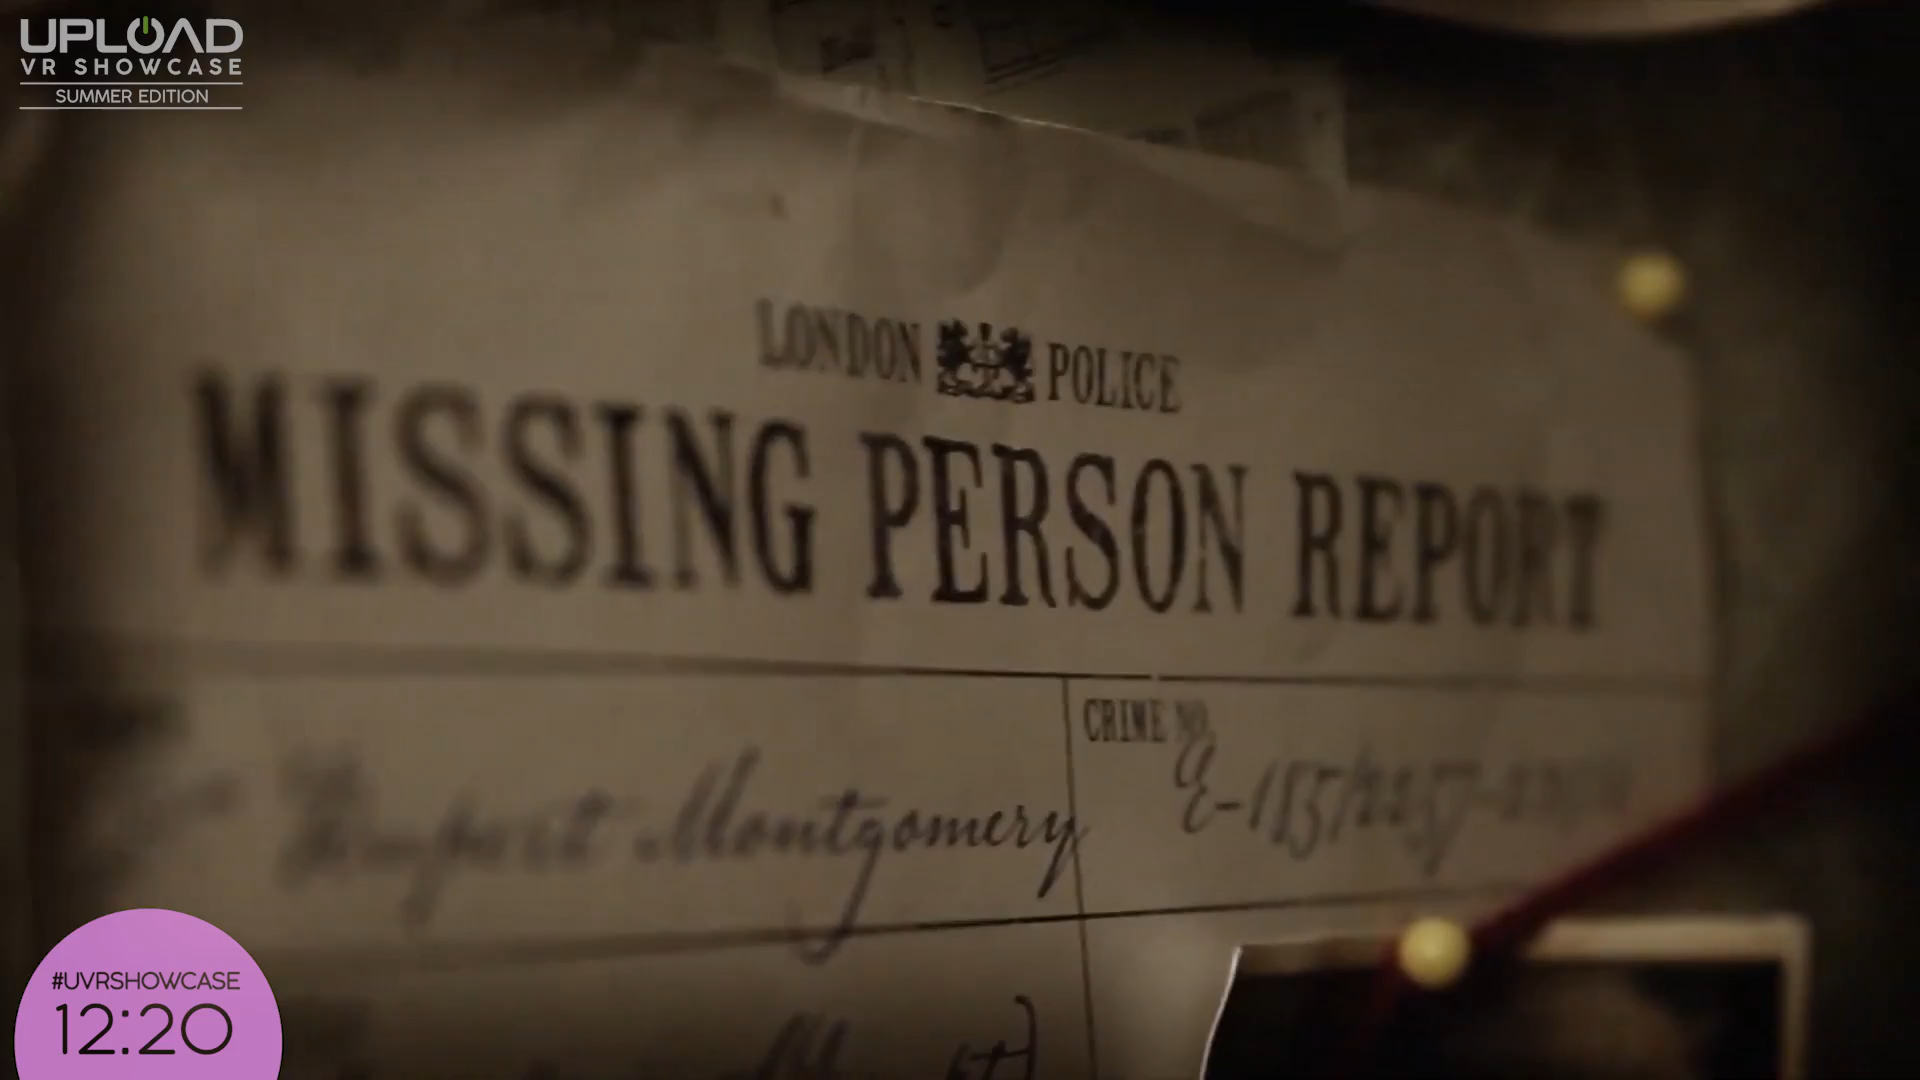 UPLOAD
VR SHOWCASE
SUMMER EDITION
LONDON POLICE
MISSING PERSON REPORT
CRIME NO.
Montgomery
#UVRSHOWCASE
12:20